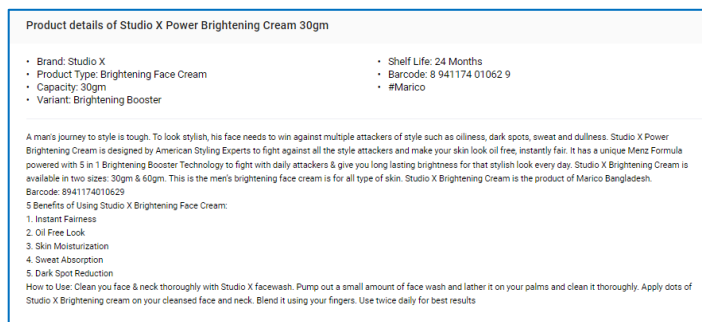 Product details of Studio X Power Brightening Cream 30gm
• Brand: Studio X
• Product Type: Brightening Face Cream
• Capacity: 30gm
• Variant: Brightening Booster
• Shelf Life: 24 Months
• Barcode: 8 941174 01062 9
• #Marico
A man's journey to style is tough. To look stylish, his face needs to win against multiple attackers of style such as oiliness, dark spots, sweat and dullness. Studio X Power
Brightening Cream is designed by American Styling Experts to fight against all the style attackers and make your skin look oil free, instantly fair. It has a unique Menz Formula
powered with 5 in 1 Brightening Booster Technology to fight with daily attackers & give you long lasting brightness for that stylish look every day. Studio X Brightening Cream is
available in two sizes: 30gm & 60gm. This is the men's brightening face cream is for all type of skin. Studio X Brightening Cream is the product of Marico Bangladesh.
Barcode: 8941174010629
5 Benefits of Using Studio X Brightening Face Cream:
1. Instant Fairness
2. Oil Free Look
3. Skin Moisturization
4. Sweat Absorption
5. Dark Spot Reduction
How to Use: Clean you face & neck thoroughly with Studio X facewash. Pump out a small amount of face wash and lather it on your palms and clean it thoroughly. Apply dots of
Studio X Brightening cream on your cleansed face and neck. Blend it using your fingers. Use twice daily for best results